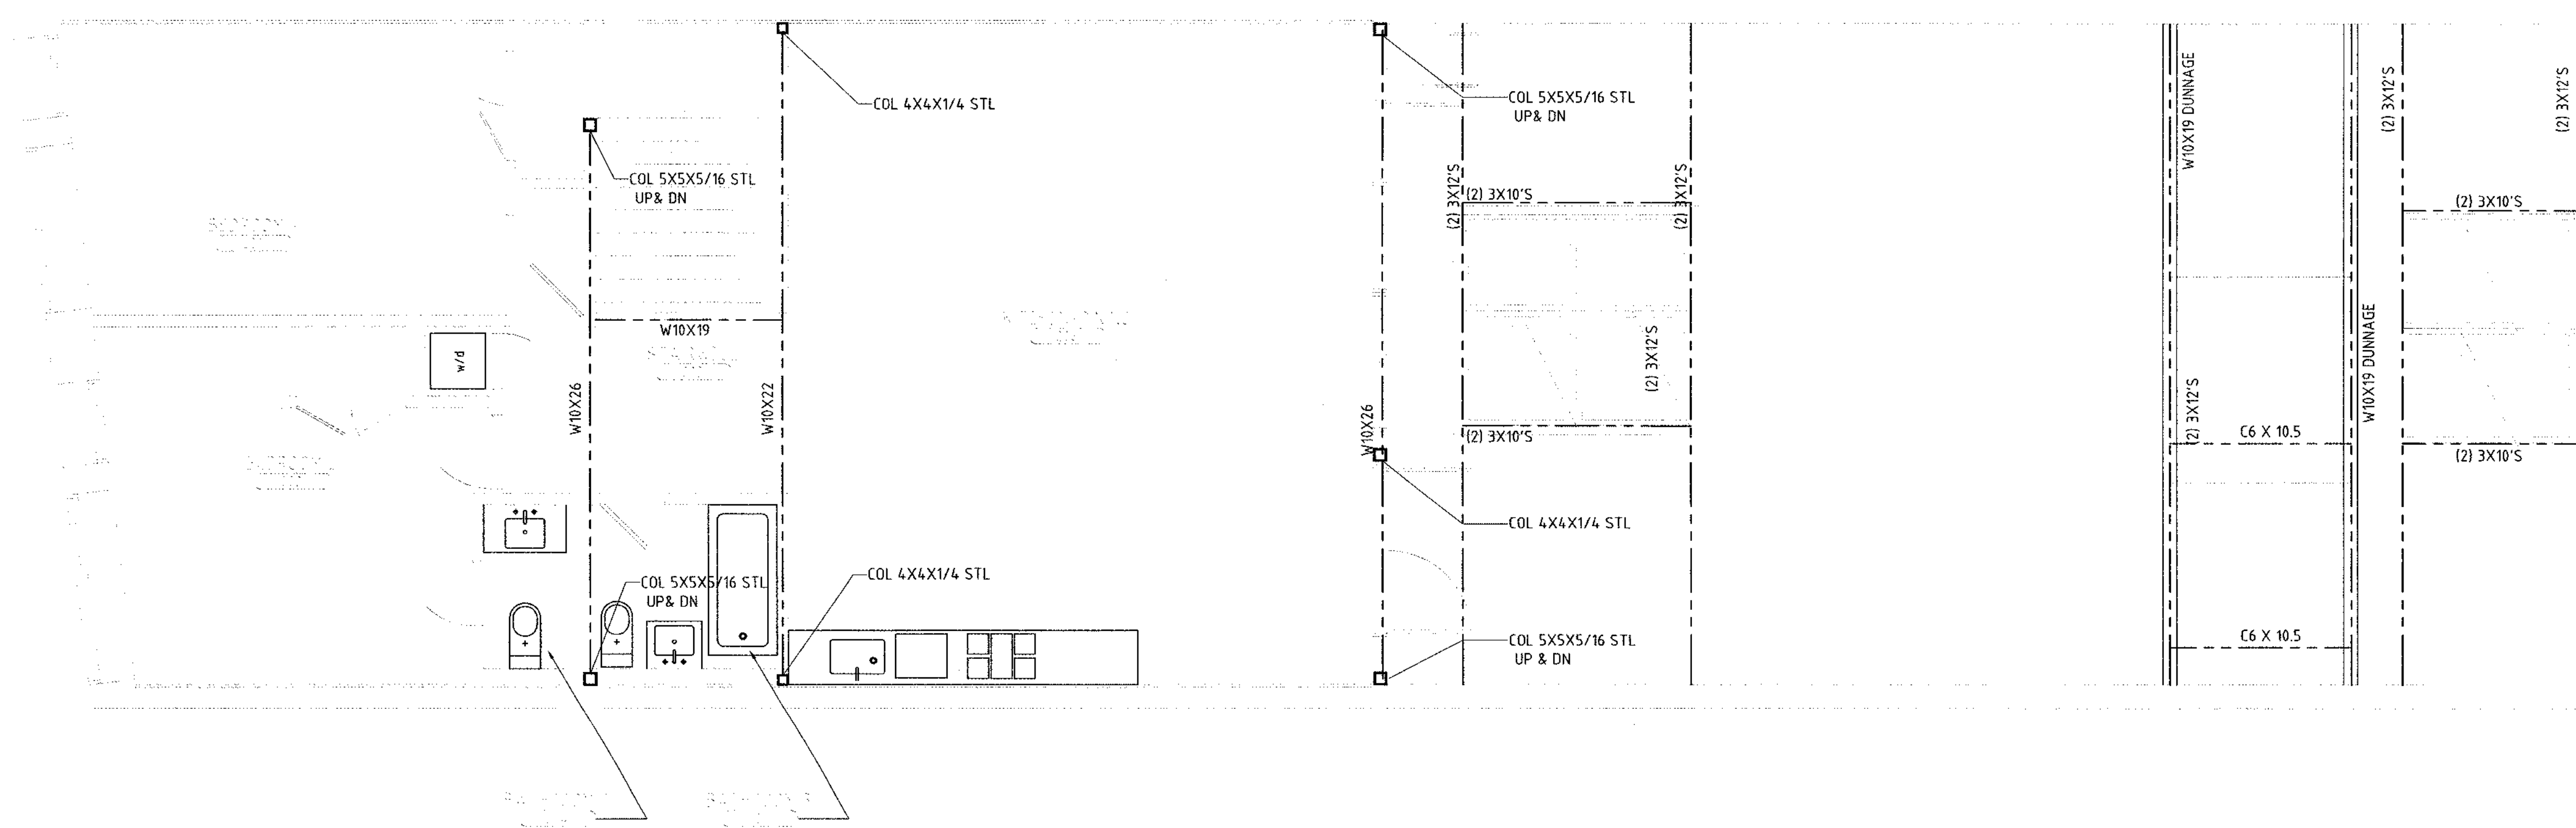 COL 4X4X1/4 STL
COL 5X5X5/16 STL
UP& DN
W10X19
W/D
W10X26
W10X22
COL 5X5X5/16 STL
UP& DN
COL 4X4X1/4 STL
COL 5X5X5/16 STL
UP& DN
(2) 3X12'S
(2) 3X10'S
(2) 3X12'S
(2) 3X12'S
W10X26
(2) 3X10'S
COL 4X4X1/4 STL
COL 5X5X5/16 STL
UP & DN
W10X19 DUNNAGE
(2) 3X12'S
(2) 3X12'S
(2) 3X10'S
W10X19 DUNNAGE
(2) 3X12'S
C6 X 10.5
(2) 3X10'S
C6 X 10.5